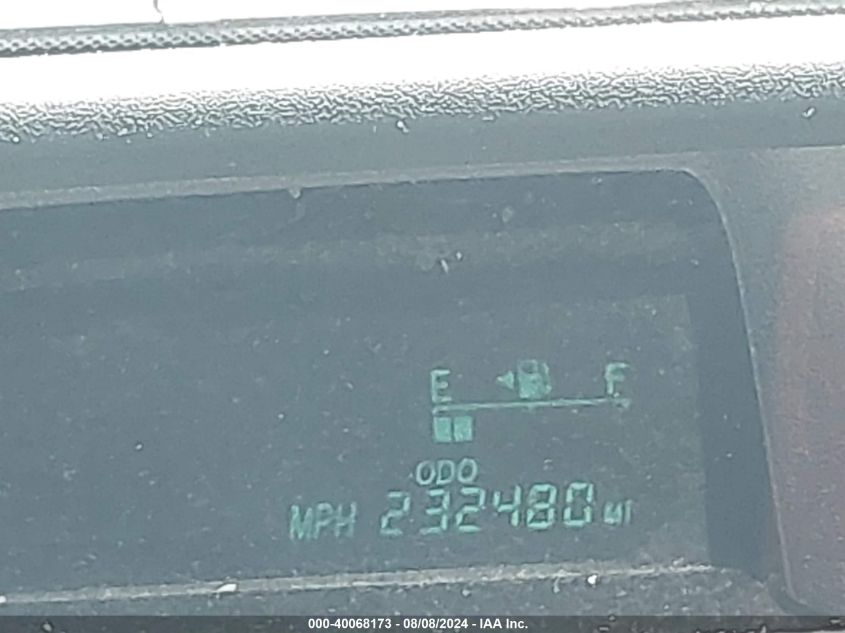 E F
ODO
MPH 232480 MI
000-40068173 - 08/08/2024 - IAA Inc.